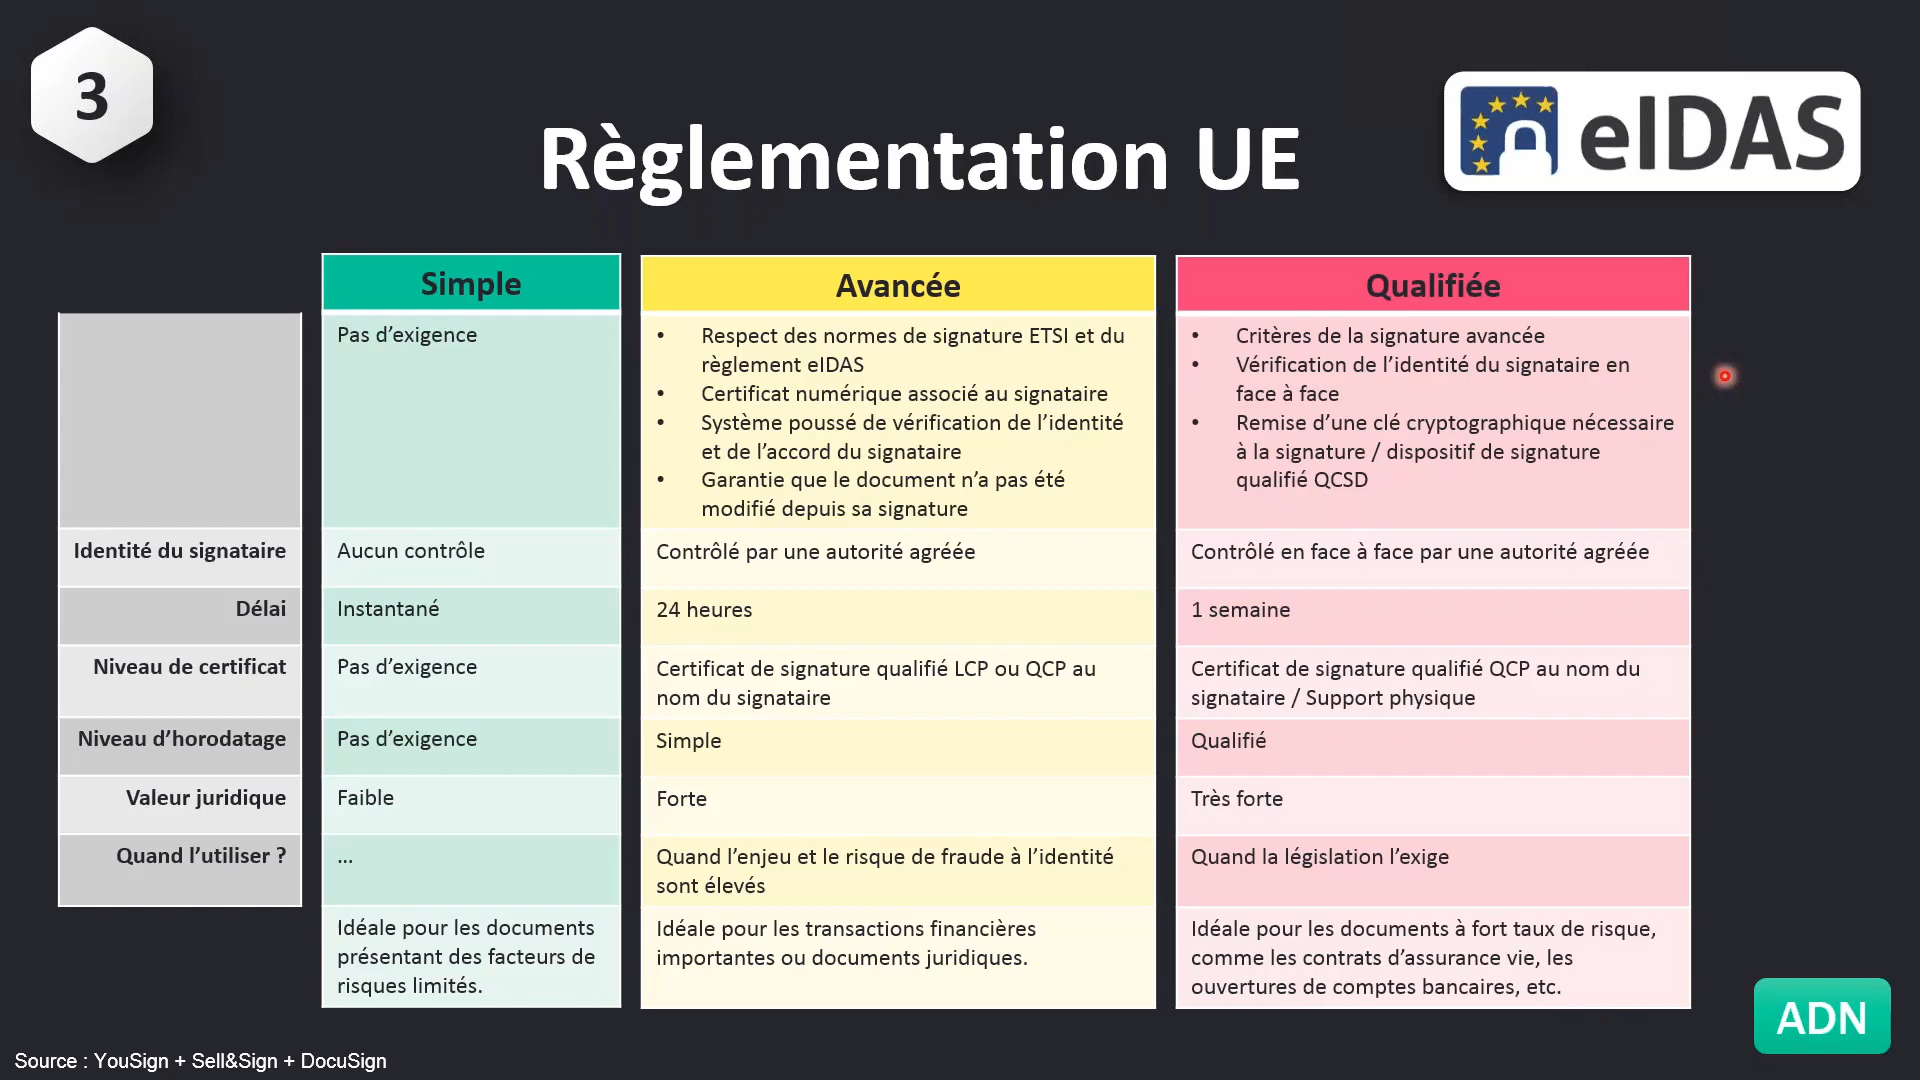 3
Règlementation UE
eIDAS
Simple
Avancée
Qualifiée
Pas d’exigence
• Respect des normes de signature ETSI et du
règlement eIDAS
• Certificat numérique associé au signataire
• Système poussé de vérification de l’identité
et de l’accord du signataire
• Garantie que le document n’a pas été
modifié depuis sa signature
• Critères de la signature avancée
• Vérification de l’identité du signataire en
face à face
• Remise d’une clé cryptographique nécessaire
à la signature / dispositif de signature
qualifié QCSD
Identité du signataire
Aucun contrôle
Contrôlé par une autorité agréée
Contrôlé en face à face par une autorité agréée
Délai
Instantané
24 heures
1 semaine
Niveau de certificat
Pas d’exigence
Certificat de signature qualifié LCP ou QCP au
nom du signataire
Certificat de signature qualifié QCP au nom du
signataire / Support physique
Niveau d’horodatage
Pas d’exigence
Simple
Qualifié
Valeur juridique
Faible
Forte
Très forte
Quand l’utiliser ?
...
Quand l’enjeu et le risque de fraude à l’identité
sont élevés
Quand la législation l’exige
Idéale pour les documents
présentant des facteurs de
risques limités.
Idéale pour les transactions financières
importantes ou documents juridiques.
Idéale pour les documents à fort taux de risque,
comme les contrats d’assurance vie, les
ouvertures de comptes bancaires, etc.
ADN
Source : YouSign + Sell&Sign + DocuSign